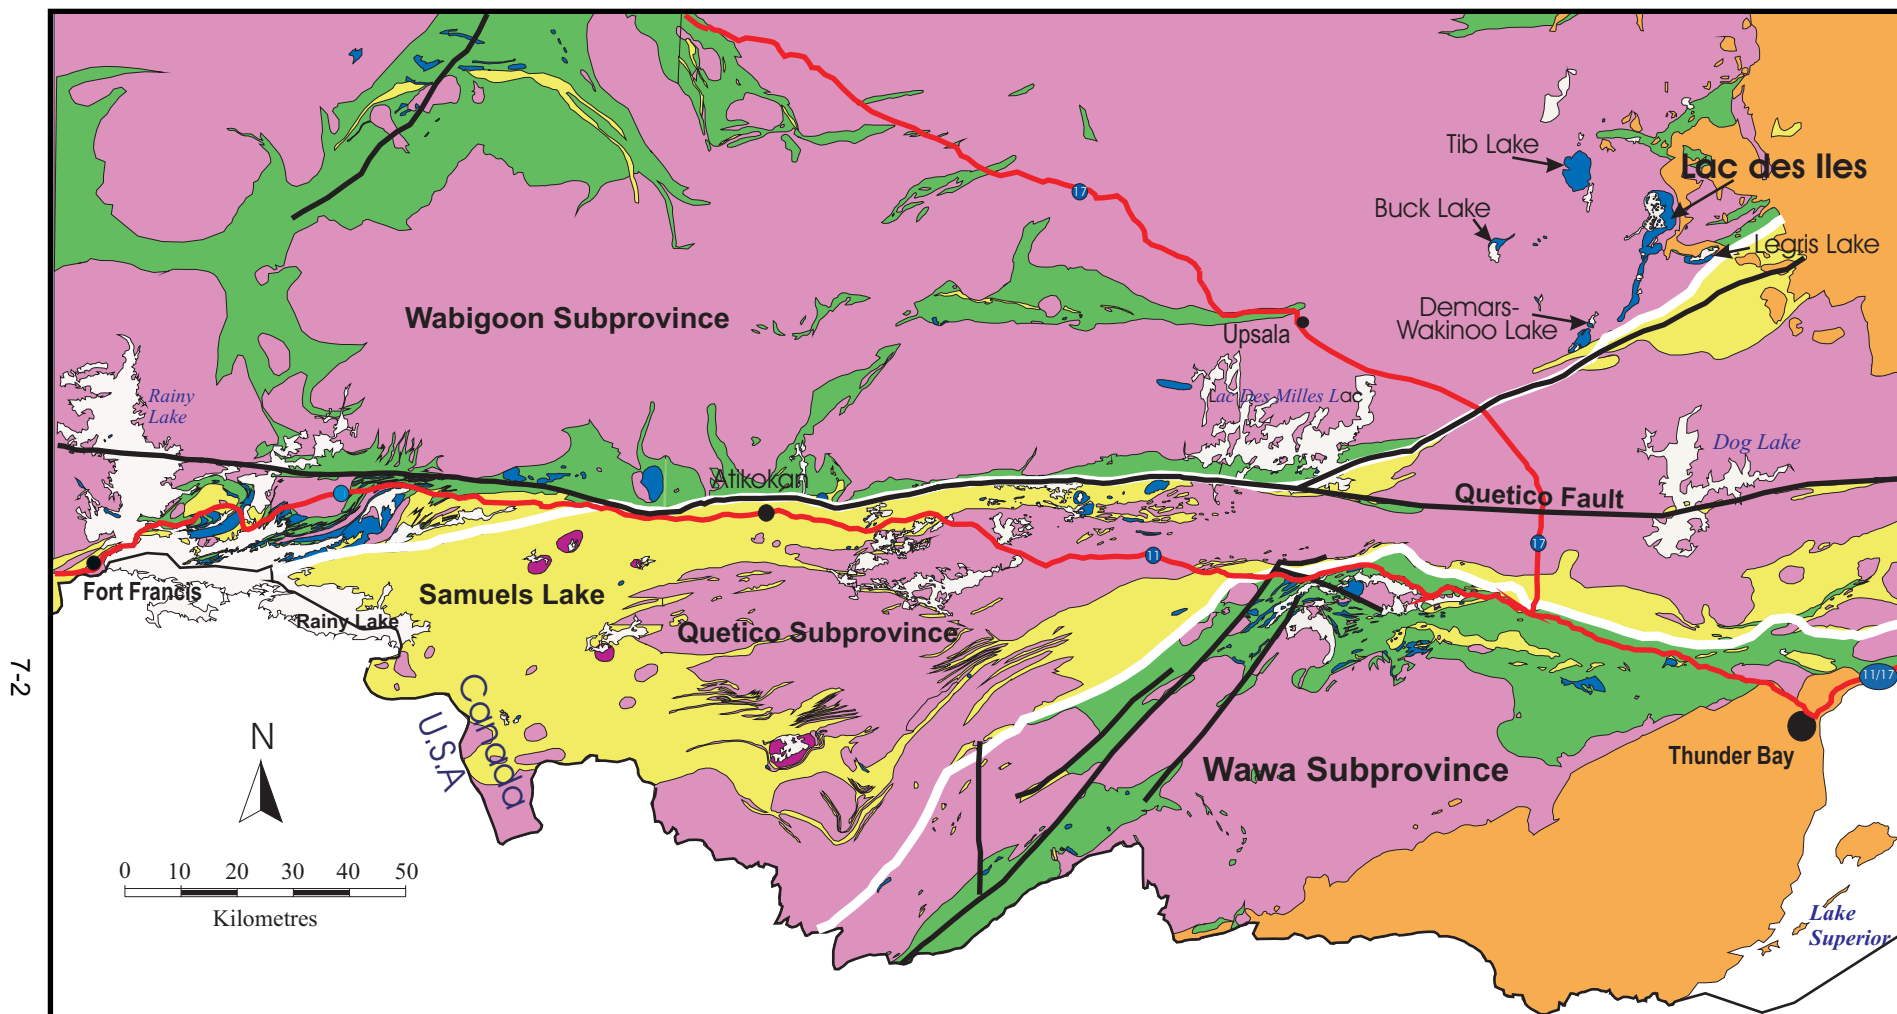 17
Tib Lake
Lac des Iles
Buck Lake
Legris Lake
Demars-
Wakinoo Lake
Wabigoon Subprovince
Upsala
Rainy
Lake
Lac Des Milles Lac
Dog Lake
Atikokan
Quetico Fault
17
11
Fort Francis
Samuels Lake
Rainy Lake
Quetico Subprovince
7-2
Canada
U.S.A
11/17
N
Wawa Subprovince
Thunder Bay
0 10 20 30 40 50
Kilometres
Lake
Superior